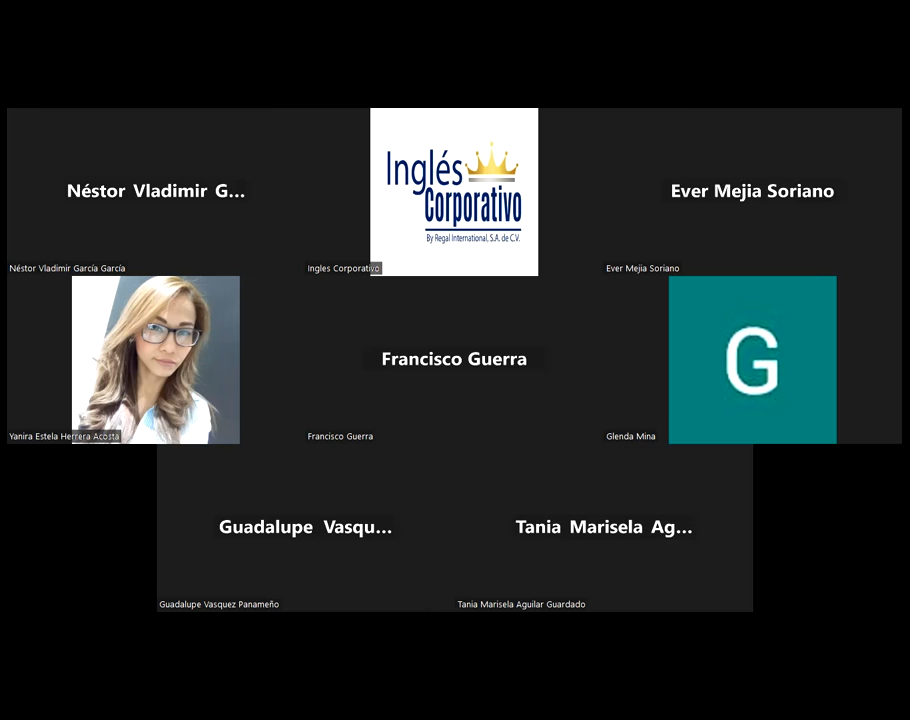 Néstor Vladimir G...
Inglés
Corporativo
By Regal International, S.A. de C.V.
Ever Mejia Soriano
Néstor Vladimir García García
Ingles Corporativo
Ever Mejia Soriano
Francisco Guerra
G
Yanira Estela Herrera Acosta
Francisco Guerra
Glenda Mina
Guadalupe Vasqu...
Tania Marisela Ag...
Guadalupe Vasquez Panameño
Tania Marisela Aguilar Guardado